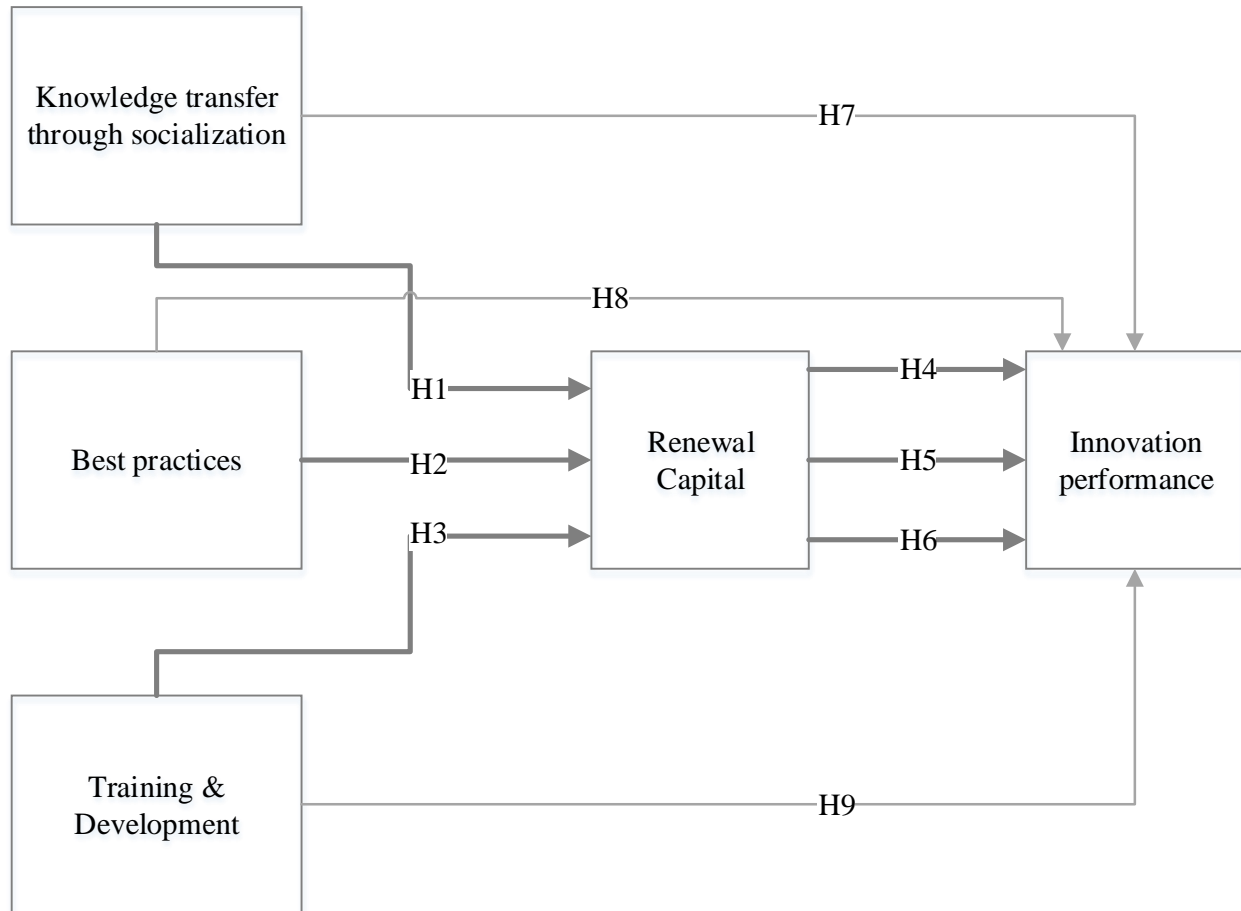 Knowledge transfer
through socialization
H7
H8
H1
H4
Best practices
H2
Renewal
Capital
H5
Innovation
performance
H3
H6
Training &
Development
H9